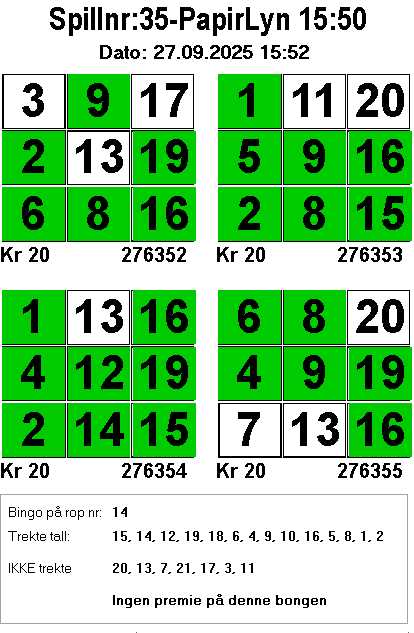 Spillnr:35-PapirLyn 15:50
Dato: 27.09.2025 15:52
3 9 17
2 13 19
6 8 16
Kr 20 276352
1 11 20
5 9 16
2 8 15
Kr 20 276353
1 13 16
4 12 19
2 14 15
Kr 20 276354
6 8 20
4 9 19
7 13 16
Kr 20 276355
Bingo på rop nr: 14
Trekte tall: 15, 14, 12, 19, 18, 6, 4, 9, 10, 16, 5, 8, 1, 2
IKKE trekte 20, 13, 7, 21, 17, 3, 11
Ingen premie på denne bongen